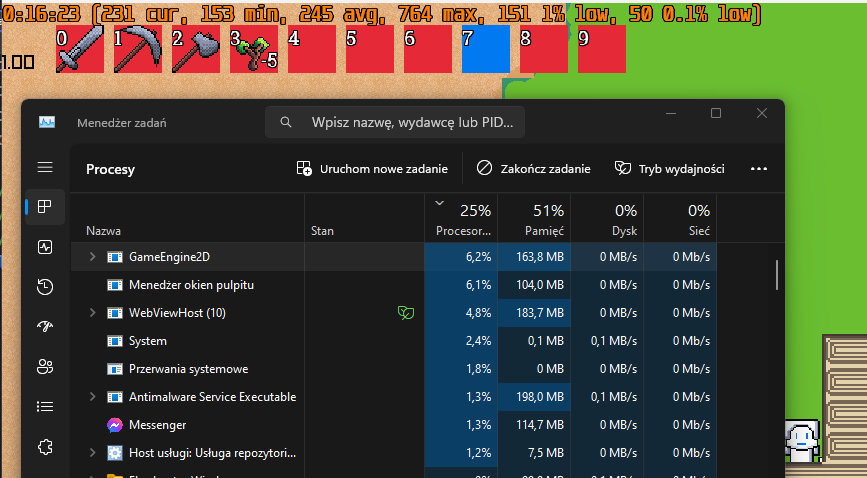 0:16:23 (231 cur, 153 min, 245 avg, 764 max, 151 1% low, 50 0.1% low)
0 1 2 3 4 5 6 7 8 9
-5
1.00
Menedżer zadań
Wpisz nazwę, wydawcę lub PID...
Procesy
Uruchom nowe zadanie
Zakończ zadanie
Tryb wydajności
25% 51% 0% 0%
Nazwa Stan Procesor... Pamięć Dysk Sieć
GameEngine2D 6,2% 163,8 MB 0 MB/s 0 Mb/s
Menedżer okien pulpitu 6,1% 104,0 MB 0 MB/s 0 Mb/s
WebViewHost (10) 4,8% 183,7 MB 0 MB/s 0 Mb/s
System 2,4% 0,1 MB 0,1 MB/s 0 Mb/s
Przerwania systemowe 1,8% 0 MB 0 MB/s 0 Mb/s
Antimalware Service Executable 1,3% 198,0 MB 0,1 MB/s 0 Mb/s
Messenger 1,3% 114,7 MB 0 MB/s 0 Mb/s
Host usługi: Usługa repozytori... 1,2% 7,5 MB 0 MB/s 0 Mb/s